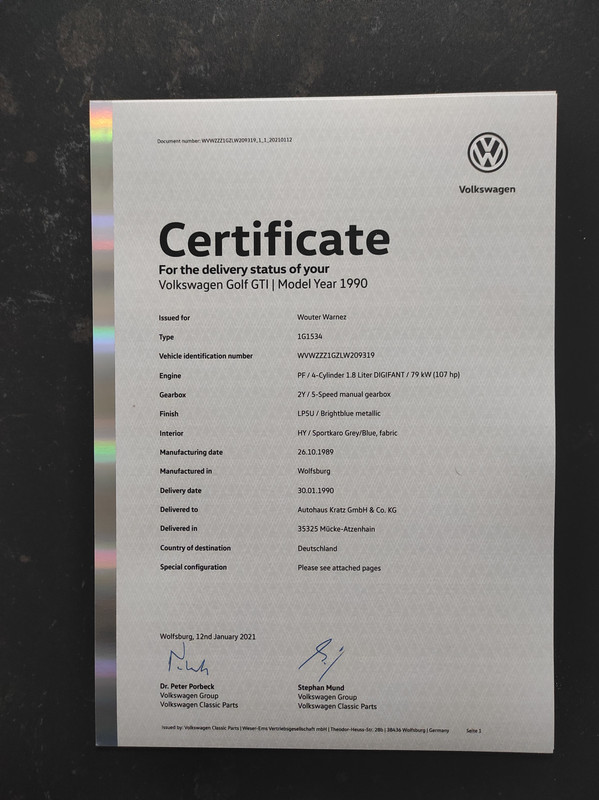 Document number: WVWZZZ1GZLW209319_1_1_20210112
Volkswagen
Certificate
For the delivery status of your
Volkswagen Golf GTI | Model Year 1990
Issued for Wouter Warnez
Type 1G1534
Vehicle identification number WVWZZZ1GZLW209319
Engine PF / 4-Cylinder 1.8 Liter DIGIFANT / 79 kW (107 hp)
Gearbox 2Y / 5-Speed manual gearbox
Finish LP5U / Brightblue metallic
Interior HY / Sportkaro Grey/Blue, fabric
Manufacturing date 26.10.1989
Manufactured in Wolfsburg
Delivery date 30.01.1990
Delivered to Autohaus Kratz GmbH & Co. KG
Delivered in 35325 Mücke-Atzenhain
Country of destination Deutschland
Special configuration Please see attached pages
Wolfsburg, 12nd January 2021
Dr. Peter Porbeck Stephan Mund
Volkswagen Group Volkswagen Group
Volkswagen Classic Parts Volkswagen Classic Parts
Issued by: Volkswagen Classic Parts | Weser-Ems Vertriebsgesellschaft mbH | Theodor-Heuss-Str. 28b | 38436 Wolfsburg | Germany Seite 1